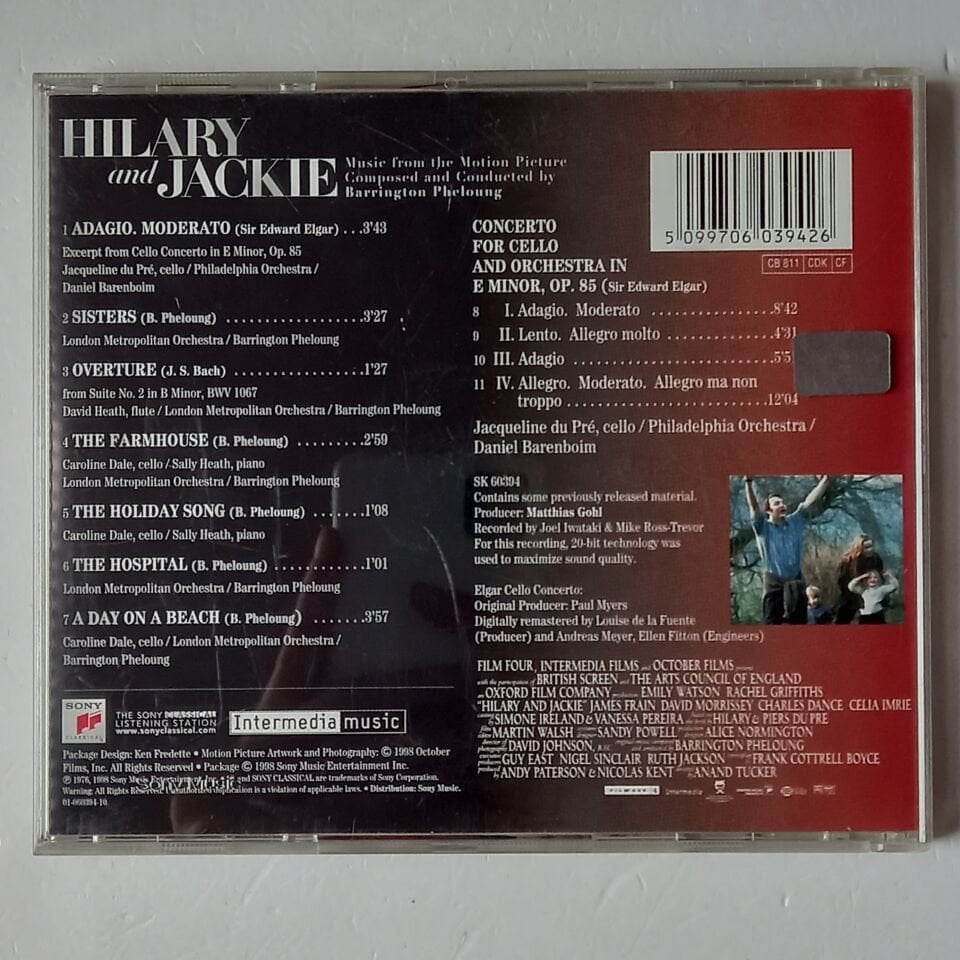 HILARY
and JACKIE
Music from the Motion Picture
Composed and Conducted by
Barrington Pheloung
1 ADAGIO. MODERATO (Sir Edward Elgar) . . .3'43
Excerpt from Cello Concerto in E Minor, Op. 85
Jacqueline du Pré, cello / Philadelphia Orchestra /
Daniel Barenboim
2 SISTERS (B. Pheloung) ....................3'27
London Metropolitan Orchestra / Barrington Pheloung
3 OVERTURE (J. S. Bach) ..................1'27
from Suite No. 2 in B Minor, BWV 1067
David Heath, flute / London Metropolitan Orchestra / Barrington Pheloung
4 THE FARMHOUSE (B. Pheloung) .........2'59
Caroline Dale, cello / Sally Heath, piano
London Metropolitan Orchestra / Barrington Pheloung
5 THE HOLIDAY SONG (B. Pheloung) .......1'08
Caroline Dale, cello / Sally Heath, piano
6 THE HOSPITAL (B. Pheloung) ............1'01
London Metropolitan Orchestra / Barrington Pheloung
7 A DAY ON A BEACH (B. Pheloung) .......3'57
Caroline Dale, cello / London Metropolitan Orchestra /
Barrington Pheloung
SONY
CLASSICAL
THE SONY CLASSICAL
LISTENING STATION
www.sonyclassical.com
Intermedia music
Package Design: Ken Fredette • Motion Picture Artwork and Photography: © 1998 October
Films, Inc. All Rights Reserved • Package © 1998 Sony Music Entertainment Inc.
℗ 1976, 1998 Sony Music Entertainment and SONY CLASSICAL are trademarks of Sony Corporation.
Warning: All Rights Reserved. Unauthorized duplication is a violation of applicable laws. • Distribution: Sony Music.
01-060394-10
5 099706 039426
CB 811 CDK CF
CONCERTO
FOR CELLO
AND ORCHESTRA IN
E MINOR, OP. 85 (Sir Edward Elgar)
8 I. Adagio. Moderato ................8'42
9 II. Lento. Allegro molto ..............4'31
10 III. Adagio ..........................5'5
11 IV. Allegro. Moderato. Allegro ma non
troppo ..........................12'04
Jacqueline du Pré, cello / Philadelphia Orchestra /
Daniel Barenboim
SK 60394
Contains some previously released material.
Producer: Matthias Gohl
Recorded by Joel Iwataki & Mike Ross-Trevor
For this recording, 20-bit technology was
used to maximize sound quality.
Elgar Cello Concerto:
Original Producer: Paul Myers
Digitally remastered by Louise de la Fuente
(Producer) and Andreas Meyer, Ellen Fitton (Engineers)
FILM FOUR, INTERMEDIA FILMS and OCTOBER FILMS present
with the participation of BRITISH SCREEN and THE ARTS COUNCIL OF ENGLAND
an OXFORD FILM COMPANY production EMILY WATSON RACHEL GRIFFITHS
"HILARY AND JACKIE" JAMES FRAIN DAVID MORRISSEY CHARLES DANCE CELIA IMRIE
SIMONE IRELAND & VANESSA PEREIRA HILARY & PIERS DU PRE
MARTIN WALSH SANDY POWELL ALICE NORMINGTON
DAVID JOHNSON, B.S.C. BARRINGTON PHELOUNG
GUY EAST NIGEL SINCLAIR RUTH JACKSON FRANK COTTRELL BOYCE
ANDY PATERSON & NICOLAS KENT ANAND TUCKER
Intermedia